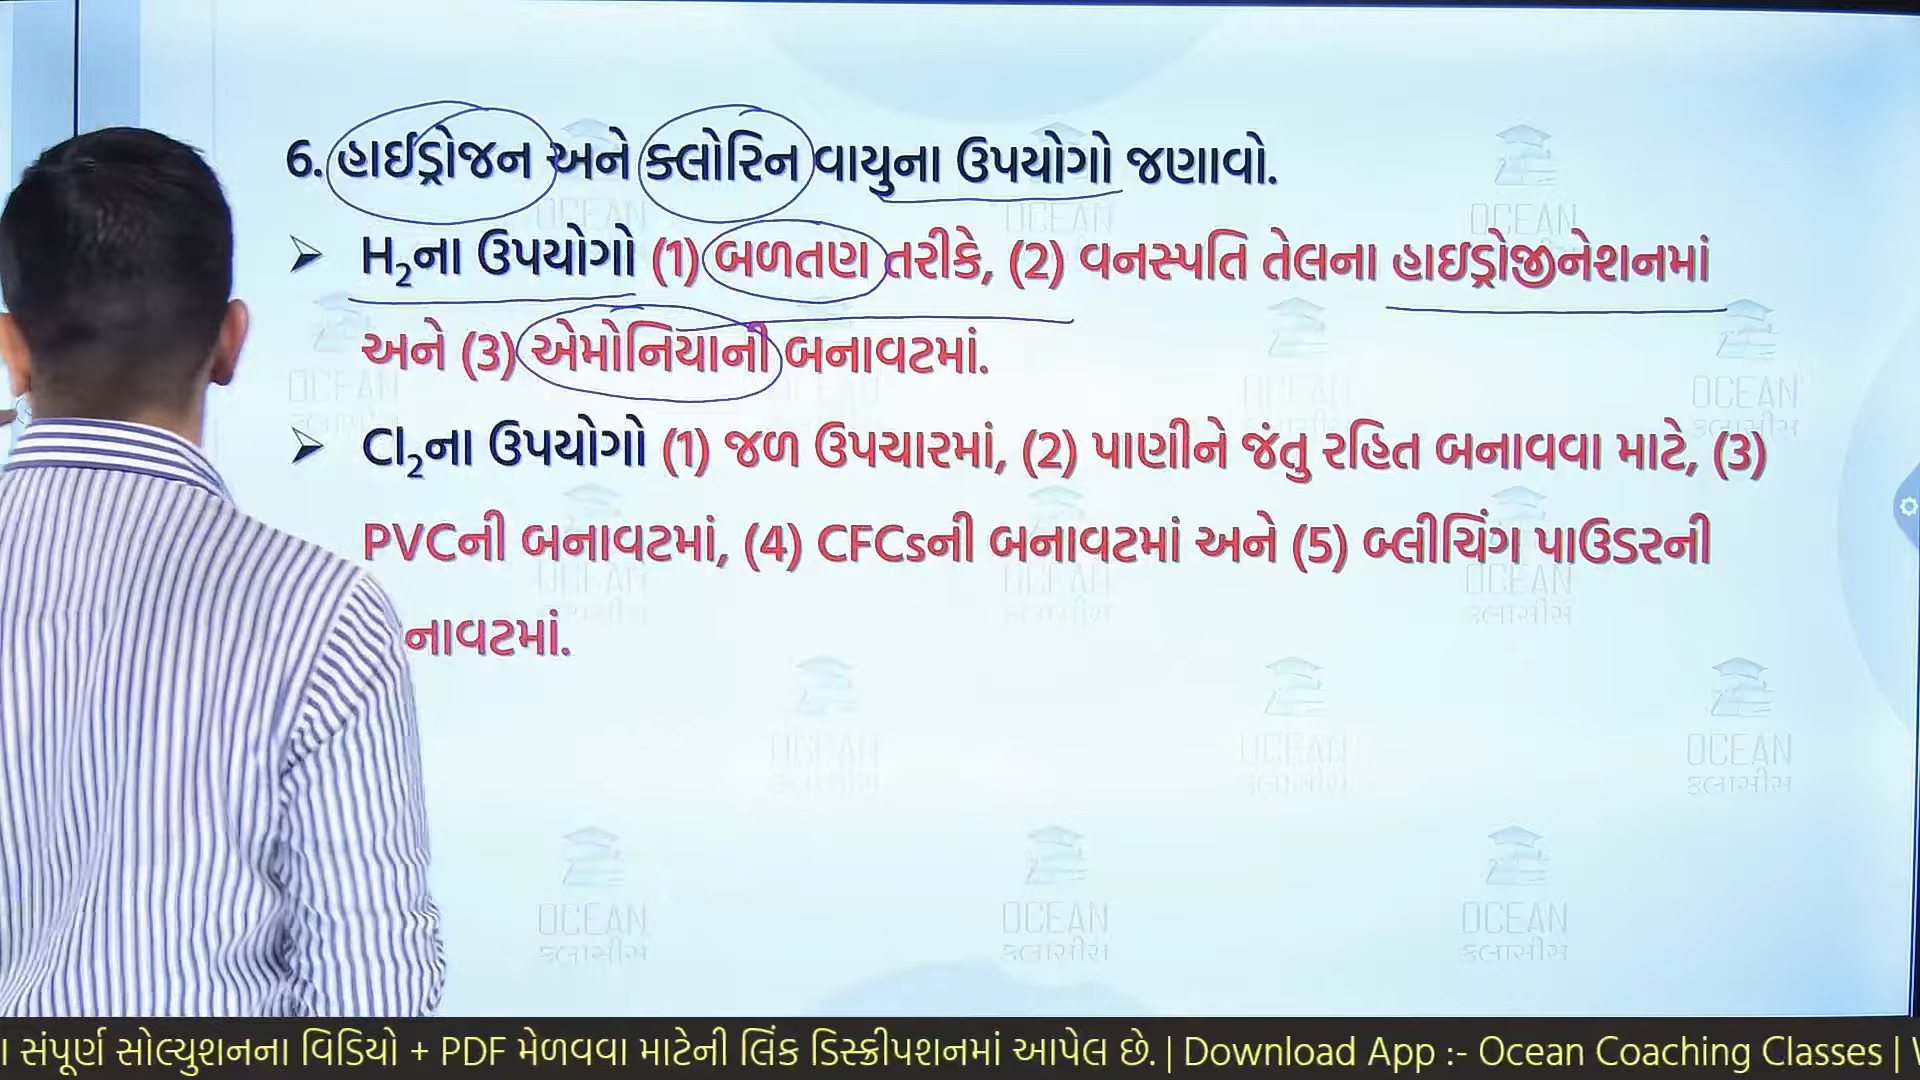 6. હાઈડ્રોજન અને ક્લોરિન વાયુના ઉપયોગો જણાવો.
➢ H₂ના ઉપયોગો (1) બળતણ તરીકે, (2) વનસ્પતિ તેલના હાઇડ્રોજીનેશનમાં
અને (3) એમોનિયાની બનાવટમાં.
➢ Cl₂ના ઉપયોગો (1) જળ ઉપચારમાં, (2) પાણીને જંતુ રહિત બનાવવા માટે, (3)
PVCની બનાવટમાં, (4) CFCsની બનાવટમાં અને (5) બ્લીચિંગ પાઉડરની
નાવટમાં.
OCEAN
ક્લાસીસ
સંપૂર્ણ સોલ્યુશનના વિડિયો + PDF મેળવવા માટેની લિંક ડિસ્ક્રીપશનમાં આપેલ છે. | Download App :- Ocean Coaching Classes |